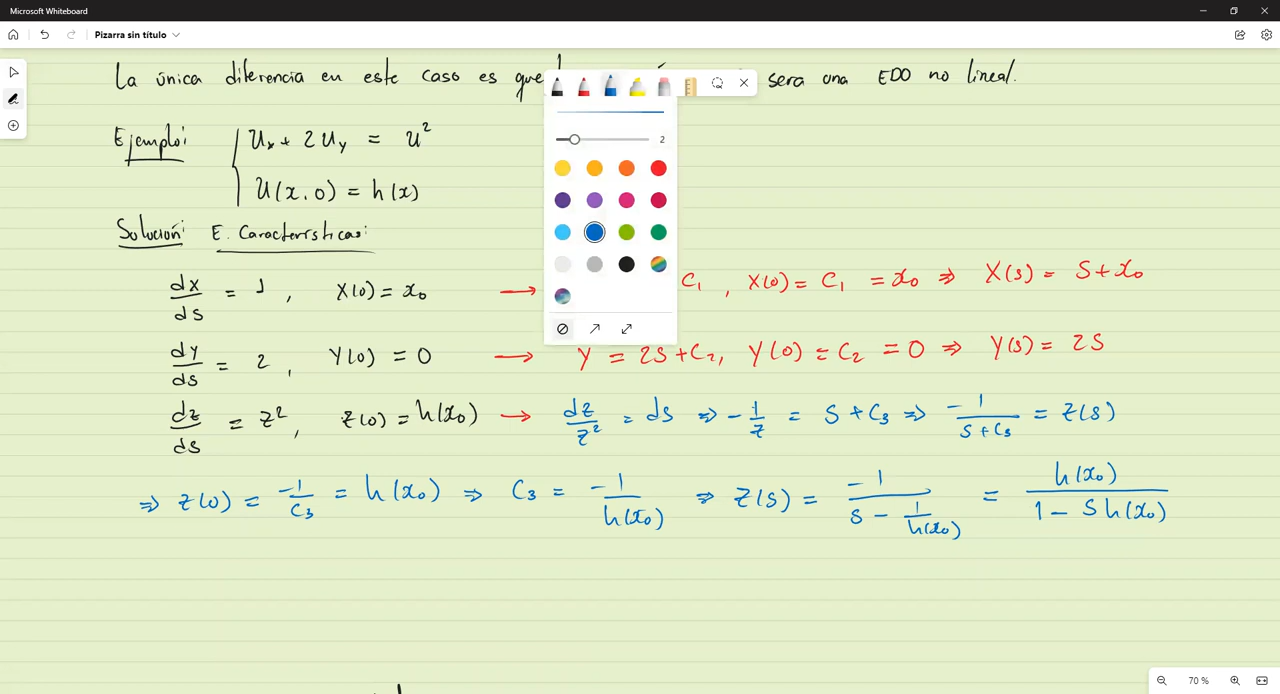 Microsoft Whiteboard
Pizarra sin título
La única diferencia en este caso es que sera una EDO no lineal.
Ejemplo: Ux + 2Uy = U²
U(x,0) = h(x)
Solución: E. Características:
dx/ds = 1, X(0) = x₀ → C₁, X(0) = C₁ = x₀ ⇒ X(s) = S + x₀
dy/ds = 2, Y(0) = 0 → Y = 2S + C₂, Y(0) = C₂ = 0 ⇒ Y(s) = 2S
dz/ds = z², z(0) = h(x₀) → dz/z² = ds ⇒ -1/z = S + C₃ ⇒ -1/(S + C₃) = z(s)
⇒ z(0) = -1/C₃ = h(x₀) ⇒ C₃ = -1/h(x₀) ⇒ z(s) = -1/(s - 1/h(x₀)) = h(x₀)/(1 - S h(x₀))
2
70 %